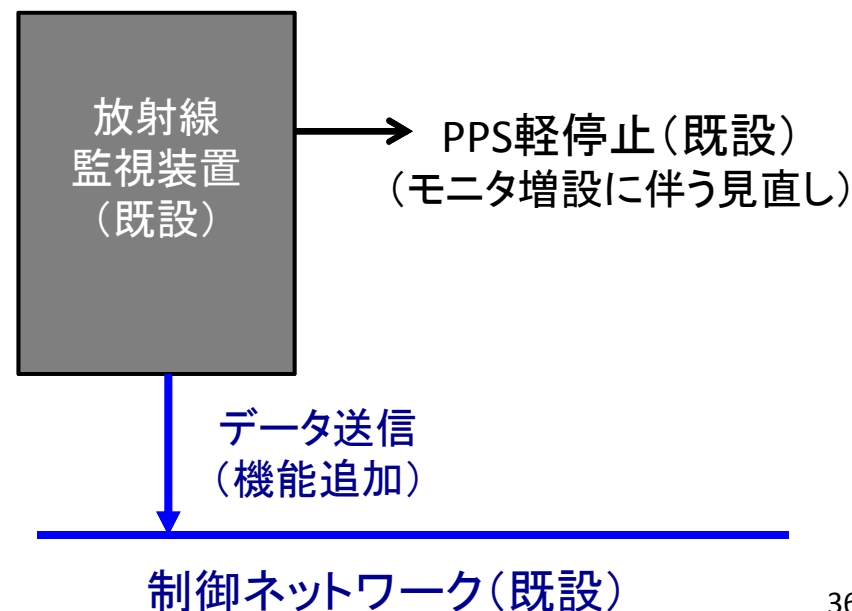 放射線
監視装置
（既設）
PPS軽停止（既設）
（モニタ増設に伴う見直し）
データ送信
（機能追加）
制御ネットワーク（既設）
36